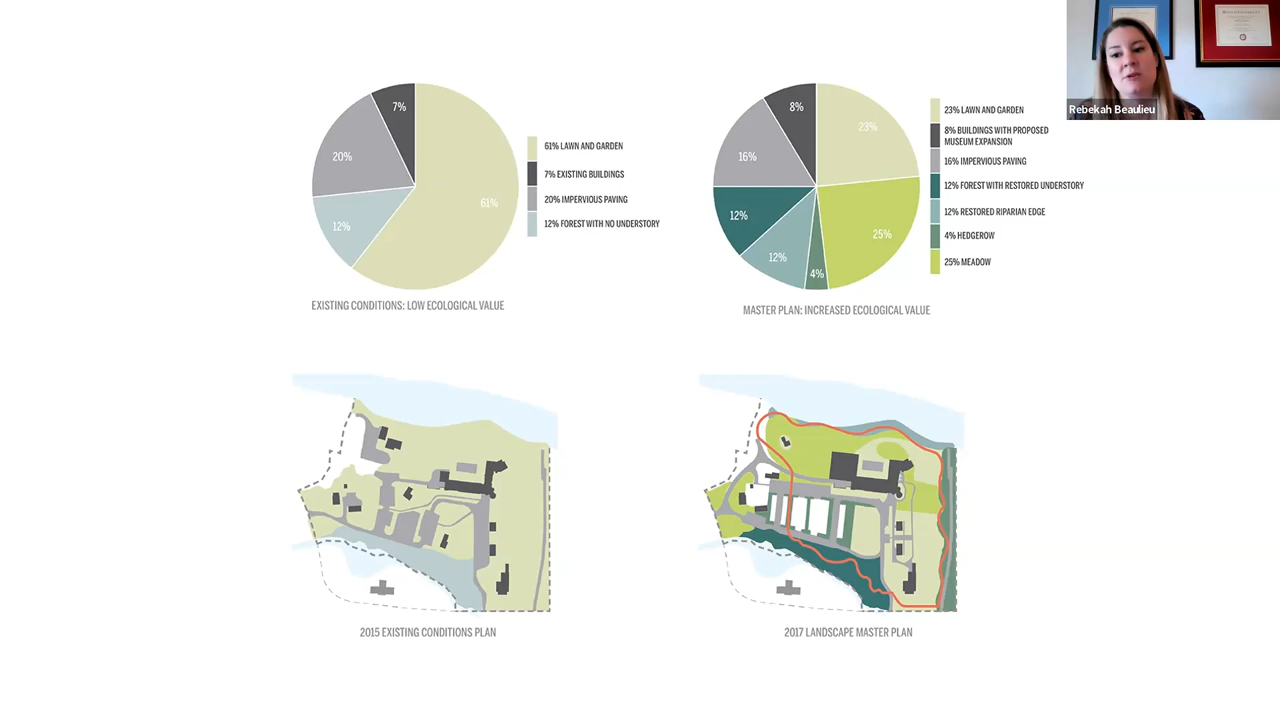 Rebekah Beaulieu
7%
20%
12%
61%
61% LAWN AND GARDEN
7% EXISTING BUILDINGS
20% IMPERVIOUS PAVING
12% FOREST WITH NO UNDERSTORY
EXISTING CONDITIONS: LOW ECOLOGICAL VALUE
8%
23%
16%
12%
25%
12%
4%
23% LAWN AND GARDEN
8% BUILDINGS WITH PROPOSED
MUSEUM EXPANSION
16% IMPERVIOUS PAVING
12% FOREST WITH RESTORED UNDERSTORY
12% RESTORED RIPARIAN EDGE
4% HEDGEROW
25% MEADOW
MASTER PLAN: INCREASED ECOLOGICAL VALUE
2015 EXISTING CONDITIONS PLAN
2017 LANDSCAPE MASTER PLAN